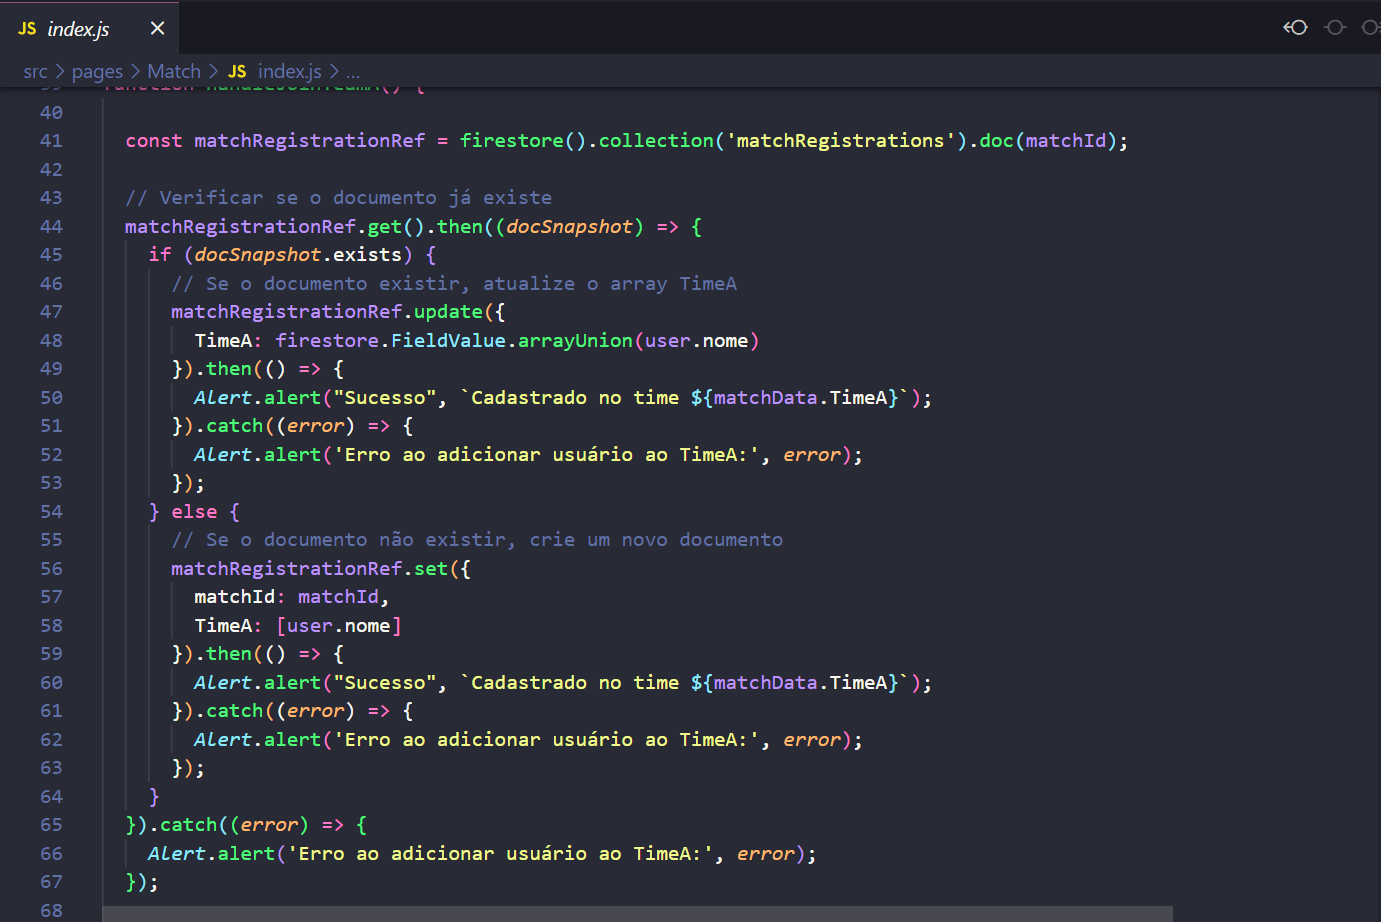 JS index.js ×
src > pages > Match > JS index.js > ...
40
41 const matchRegistrationRef = firestore().collection('matchRegistrations').doc(matchId);
42
43 // Verificar se o documento já existe
44 matchRegistrationRef.get().then((docSnapshot) => {
45 if (docSnapshot.exists) {
46 // Se o documento existir, atualize o array TimeA
47 matchRegistrationRef.update({
48 TimeA: firestore.FieldValue.arrayUnion(user.nome)
49 }).then(() => {
50 Alert.alert("Sucesso", `Cadastrado no time ${matchData.TimeA}`);
51 }).catch((error) => {
52 Alert.alert('Erro ao adicionar usuário ao TimeA:', error);
53 });
54 } else {
55 // Se o documento não existir, crie um novo documento
56 matchRegistrationRef.set({
57 matchId: matchId,
58 TimeA: [user.nome]
59 }).then(() => {
60 Alert.alert("Sucesso", `Cadastrado no time ${matchData.TimeA}`);
61 }).catch((error) => {
62 Alert.alert('Erro ao adicionar usuário ao TimeA:', error);
63 });
64 }
65 }).catch((error) => {
66 Alert.alert('Erro ao adicionar usuário ao TimeA:', error);
67 });
68